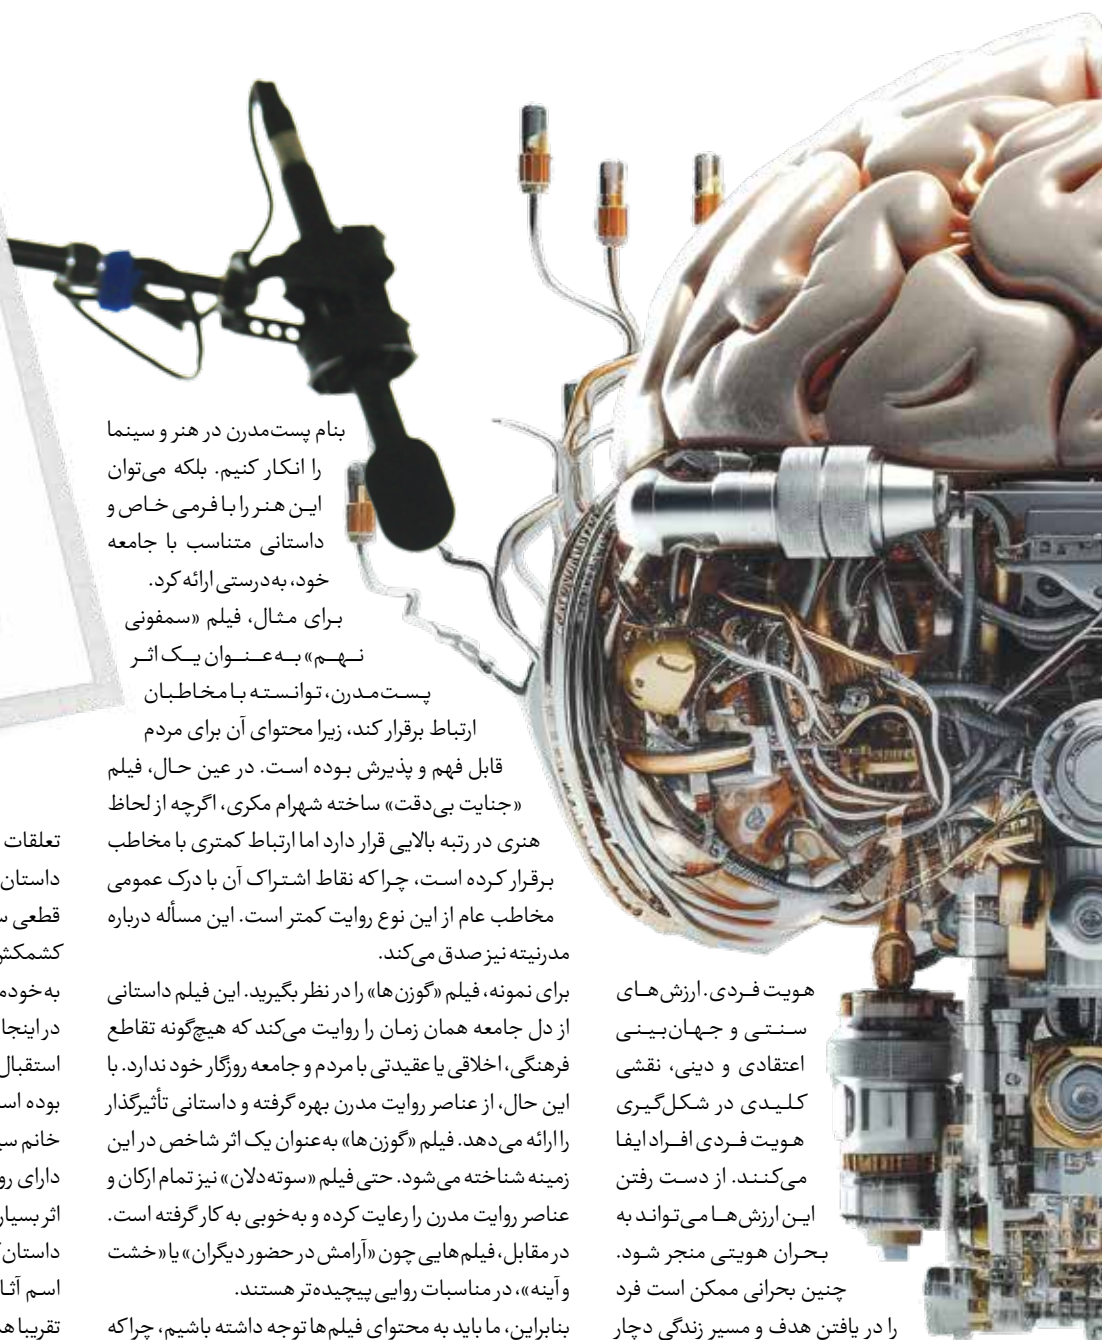 هویت فردی. ارزش‌های
سنتی و جهان‌بینی
اعتقادی و دینی، نقشی
کلیدی در شکل‌گیری
هویت فردی افراد ایفا
می‌کنند. از دست رفتن
این ارزش‌ها می‌تواند به
بحران هویتی منجر شود.
چنین بحرانی ممکن است فرد
را در یافتن هدف و مسیر زندگی دچار
بنام پست‌مدرن در هنر و سینما
را انکار کنیم. بلکه می‌توان
این هنر را با فرمی خاص و
داستانی متناسب با جامعه
خود، به‌درستی ارائه کرد.
برای مثال، فیلم «سمفونی
نهم» به‌عنوان یک اثر
پست‌مدرن، توانسته با مخاطبان
ارتباط برقرار کند، زیرا محتوای آن برای مردم
قابل فهم و پذیرش بوده است. در عین حال، فیلم
«جنایت بی‌دقت» ساخته شهرام مکری، اگرچه از لحاظ
هنری در رتبه بالایی قرار دارد اما ارتباط کمتری با مخاطب
برقرار کرده است، چراکه نقاط اشتراک آن با درک عمومی
مخاطب عام از این نوع روایت کمتر است. این مسأله درباره
مدرنیته نیز صدق می‌کند.
برای نمونه، فیلم «گوزن‌ها» را در نظر بگیرید. این فیلم داستانی
از دل جامعه همان زمان را روایت می‌کند که هیچ‌گونه تقاطع
فرهنگی، اخلاقی یا عقیدتی با مردم و جامعه روزگار خود ندارد. با
این حال، از عناصر روایت مدرن بهره گرفته و داستانی تأثیرگذار
را ارائه می‌دهد. فیلم «گوزن‌ها» به‌عنوان یک اثر شاخص در این
زمینه شناخته می‌شود. حتی فیلم «سوته‌دلان» نیز تمام ارکان و
عناصر روایت مدرن را رعایت کرده و به‌خوبی به کار گرفته است.
در مقابل، فیلم‌هایی چون «آرامش در حضور دیگران» یا «خشت
و آینه»، در مناسبات روایی پیچیده‌تر هستند.
بنابراین، ما باید به محتوای فیلم‌ها توجه داشته باشیم، چراکه
تعلقات
داستان
قطعی
کشمکش
در اینجا
استقبال
بوده
خانم
دارای
اثر بسیار
داستان
اسم
تقریبا